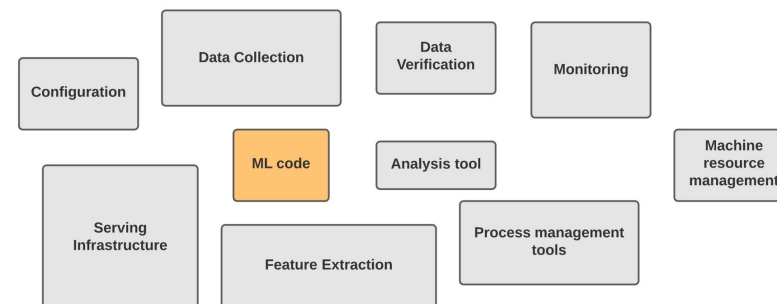 Configuration
Data Collection
Data
Verification
Monitoring
ML code
Analysis tool
Machine
resource
management
Serving
Infrastructure
Feature Extraction
Process management
tools